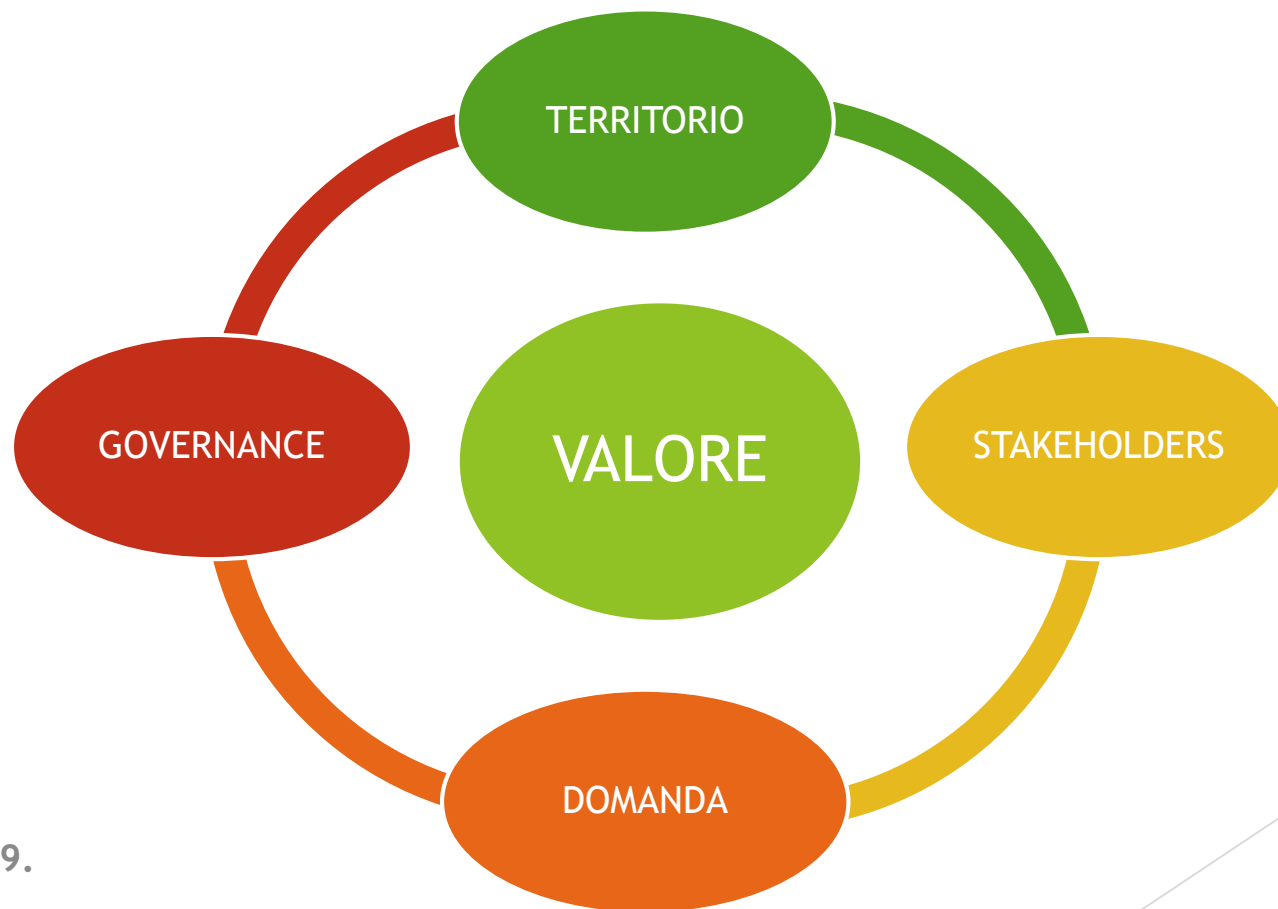 TERRITORIO
GOVERNANCE
VALORE
STAKEHOLDERS
DOMANDA
9.